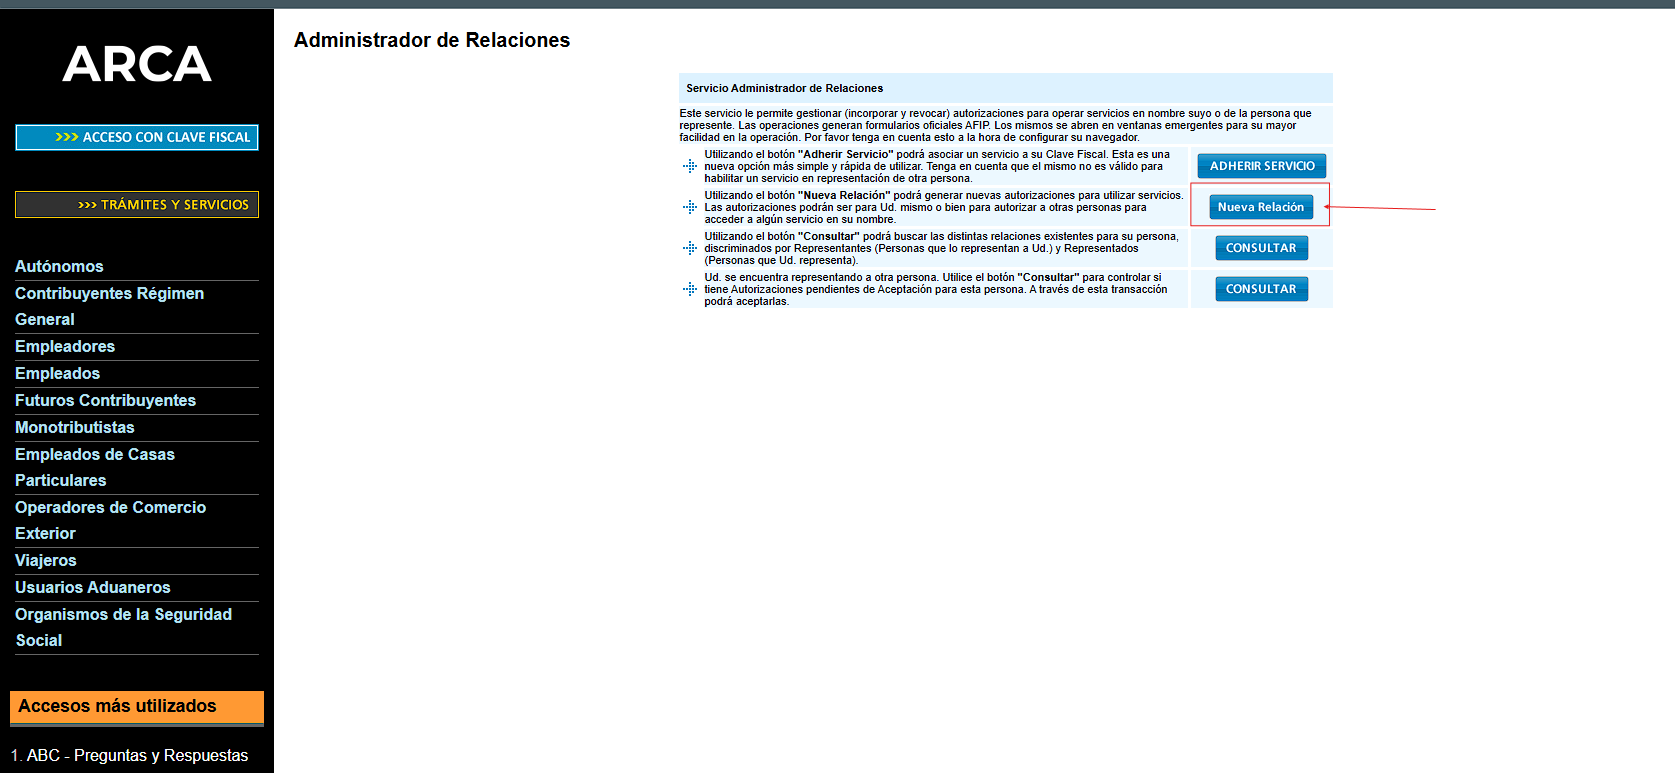 ARCA
>>> ACCESO CON CLAVE FISCAL
>>> TRÁMITES Y SERVICIOS
Autónomos
Contribuyentes Régimen
General
Empleadores
Empleados
Futuros Contribuyentes
Monotributistas
Empleados de Casas
Particulares
Operadores de Comercio
Exterior
Viajeros
Usuarios Aduaneros
Organismos de la Seguridad
Social
Accesos más utilizados
1. ABC - Preguntas y Respuestas
Administrador de Relaciones
Servicio Administrador de Relaciones
Este servicio le permite gestionar (incorporar y revocar) autorizaciones para operar servicios en nombre suyo o de la persona que
represente. Las operaciones generan formularios oficiales AFIP. Los mismos se abren en ventanas emergentes para su mayor
facilidad en la operación. Por favor tenga en cuenta esto a la hora de configurar su navegador.
Utilizando el botón "Adherir Servicio" podrá asociar un servicio a su Clave Fiscal. Esta es una
nueva opción más simple y rápida de utilizar. Tenga en cuenta que el mismo no es válido para
habilitar un servicio en representación de otra persona.
ADHERIR SERVICIO
Utilizando el botón "Nueva Relación" podrá generar nuevas autorizaciones para utilizar servicios.
Las autorizaciones podrán ser para Ud. mismo o bien para autorizar a otras personas para
acceder a algún servicio en su nombre.
Nueva Relación
Utilizando el botón "Consultar" podrá buscar las distintas relaciones existentes para su persona,
discriminados por Representantes (Personas que lo representan a Ud.) y Representados
(Personas que Ud. representa).
CONSULTAR
Ud. se encuentra representando a otra persona. Utilice el botón "Consultar" para controlar si
tiene Autorizaciones pendientes de Aceptación para esta persona. A través de esta transacción
podrá aceptarlas.
CONSULTAR